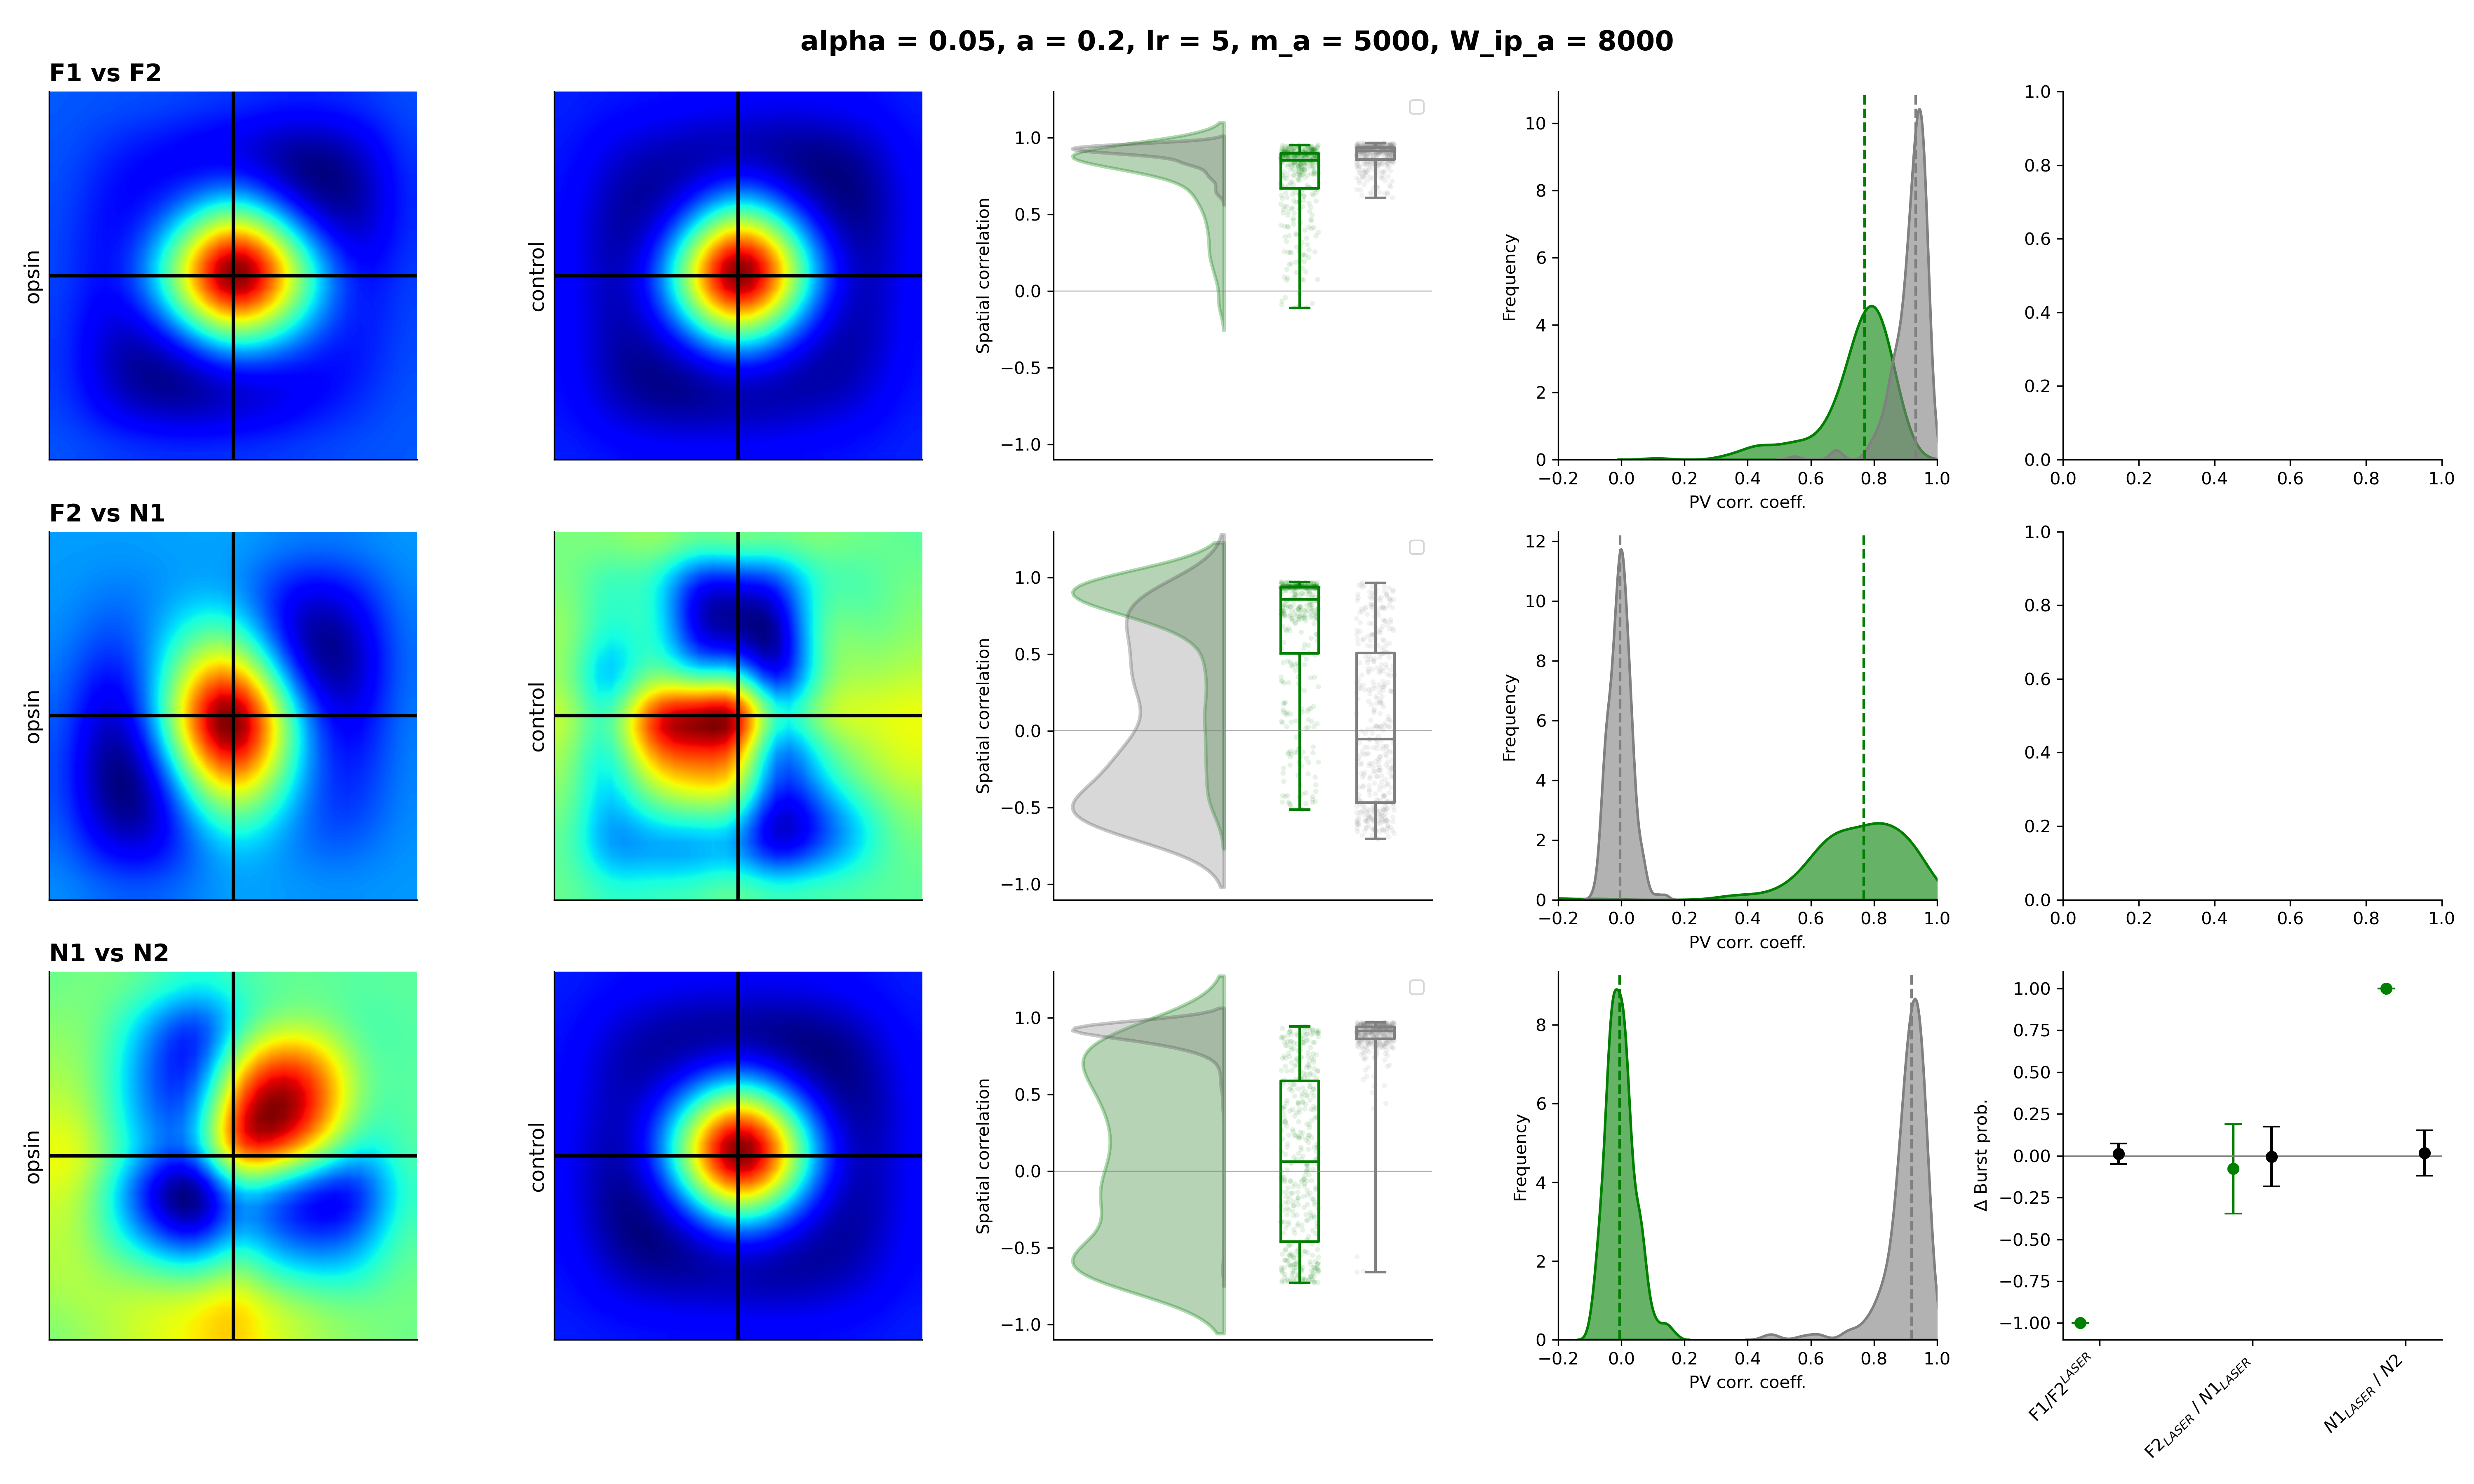 alpha = 0.05, a = 0.2, lr = 5, m_a = 5000, W_ip_a = 8000
F1 vs F2
opsin
control
Spatial correlation
1.0
0.5
0.0
−0.5
−1.0
Frequency
10
8
6
4
2
0
−0.2 0.0 0.2 0.4 0.6 0.8 1.0
PV corr. coeff.
1.0
0.8
0.6
0.4
0.2
0.0
0.0 0.2 0.4 0.6 0.8 1.0
F2 vs N1
opsin
control
Spatial correlation
1.0
0.5
0.0
−0.5
−1.0
Frequency
12
10
8
6
4
2
0
−0.2 0.0 0.2 0.4 0.6 0.8 1.0
PV corr. coeff.
1.0
0.8
0.6
0.4
0.2
0.0
0.0 0.2 0.4 0.6 0.8 1.0
N1 vs N2
opsin
control
Spatial correlation
1.0
0.5
0.0
−0.5
−1.0
Frequency
8
6
4
2
0
−0.2 0.0 0.2 0.4 0.6 0.8 1.0
PV corr. coeff.
Δ Burst prob.
1.00
0.75
0.50
0.25
0.00
−0.25
−0.50
−0.75
−1.00
F1/F2^LASER
F2_LASER / N1_LASER
N1_LASER / N2